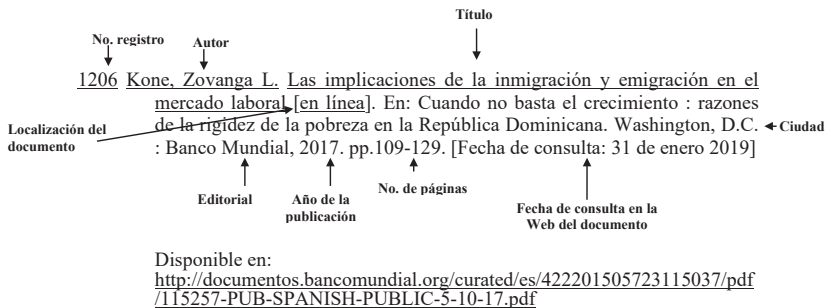 Título
No. registro
Autor
1206 Kone, Zovanga L. Las implicaciones de la inmigración y emigración en el
mercado laboral [en línea]. En: Cuando no basta el crecimiento : razones
de la rigidez de la pobreza en la República Dominicana. Washington, D.C.
: Banco Mundial, 2017. pp.109-129. [Fecha de consulta: 31 de enero 2019]
Localización del
documento
Ciudad
Editorial
Año de la
publicación
No. de páginas
Fecha de consulta en la
Web del documento
Disponible en:
http://documentos.bancomundial.org/curated/es/422201505723115037/pdf
/115257-PUB-SPANISH-PUBLIC-5-10-17.pdf